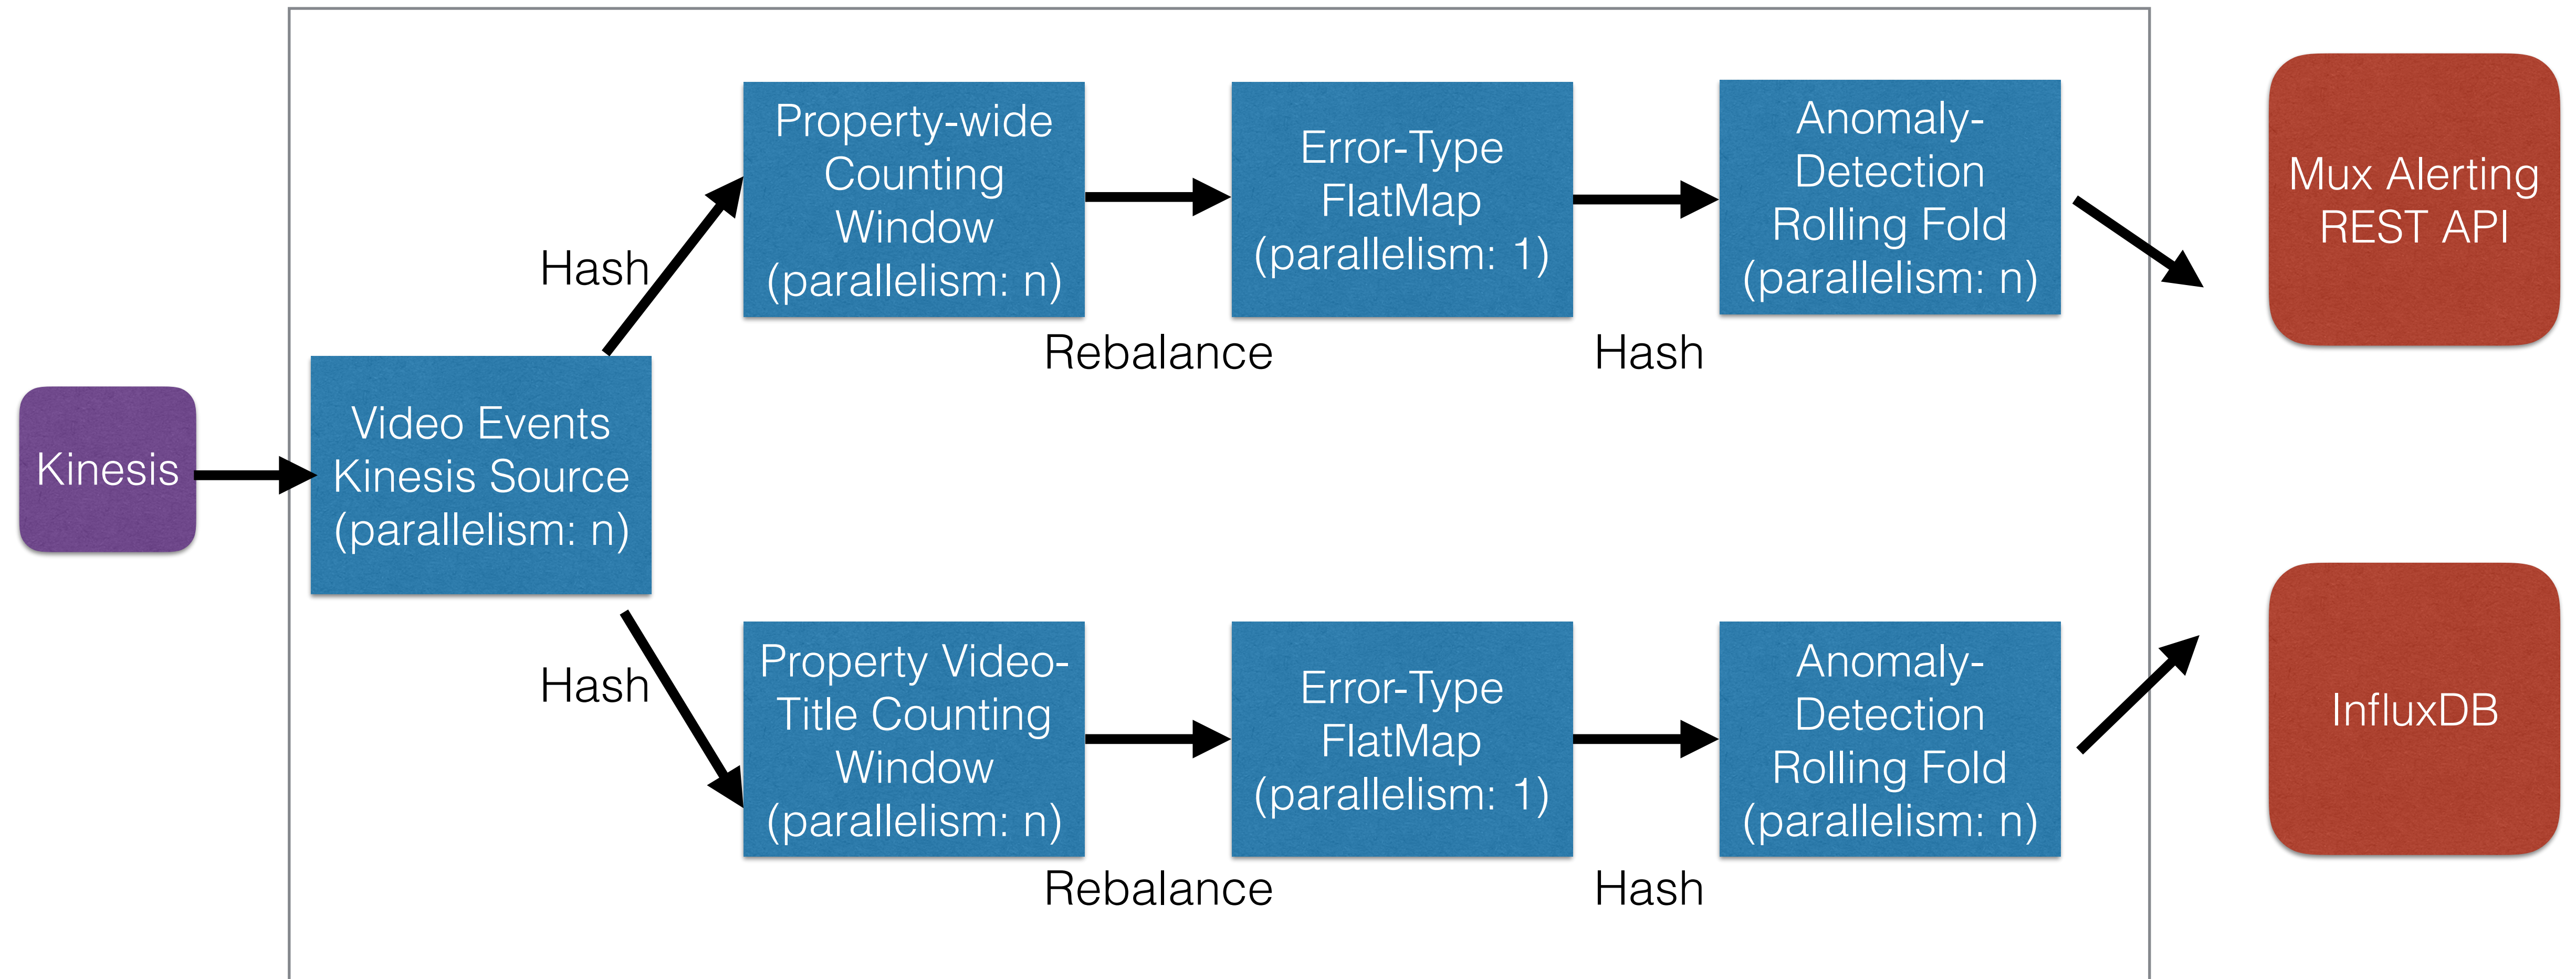 Kinesis
Video Events
Kinesis Source
(parallelism: n)
Hash
Property-wide
Counting
Window
(parallelism: n)
Rebalance
Error-Type
FlatMap
(parallelism: 1)
Hash
Anomaly-
Detection
Rolling Fold
(parallelism: n)
Mux Alerting
REST API
Hash
Property Video-
Title Counting
Window
(parallelism: n)
Rebalance
Error-Type
FlatMap
(parallelism: 1)
Hash
Anomaly-
Detection
Rolling Fold
(parallelism: n)
InfluxDB